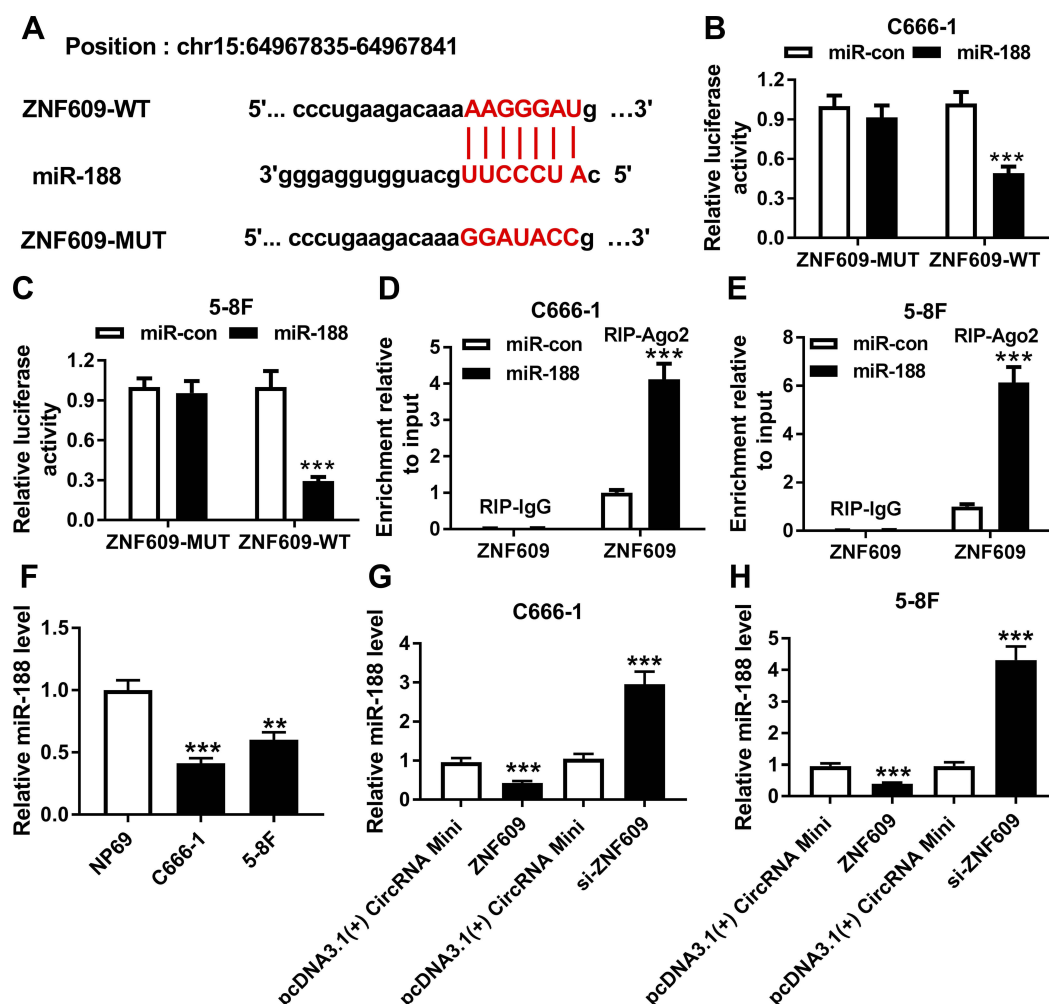 A
Position : chr15:64967835-64967841
ZNF609-WT 5'... cccugaagacaaaAAGGGAUg ...3'
miR-188 3'gggaggugguacgUUCCCU Ac 5'
ZNF609-MUT 5'... cccugaagacaaaGGAUACCg ...3'
B
C666-1
miR-con miR-188
Relative luciferase
activity
1.2
0.9
0.6
0.3
0.0
***
ZNF609-MUT ZNF609-WT
C
5-8F
miR-con miR-188
Relative luciferase
activity
1.2
0.9
0.6
0.3
0.0
***
ZNF609-MUT ZNF609-WT
D
C666-1
miR-con
miR-188
RIP-Ago2
***
Enrichment relative
to input
5
4
3
2
1
0
RIP-IgG
ZNF609 ZNF609
E
5-8F
miR-con
miR-188
RIP-Ago2
***
Enrichment relative
to input
8
6
4
2
0
RIP-IgG
ZNF609 ZNF609
F
Relative miR-188 level
1.5
1.0
0.5
0.0
***
**
NP69
C666-1
5-8F
G
C666-1
Relative miR-188 level
4
3
2
1
0
***
***
pcDNA3.1(+) CircRNA Mini
ZNF609
pcDNA3.1(+) CircRNA Mini
si-ZNF609
H
5-8F
Relative miR-188 level
5
4
3
2
1
0
***
***
pcDNA3.1(+) CircRNA Mini
ZNF609
pcDNA3.1(+) CircRNA Mini
si-ZNF609